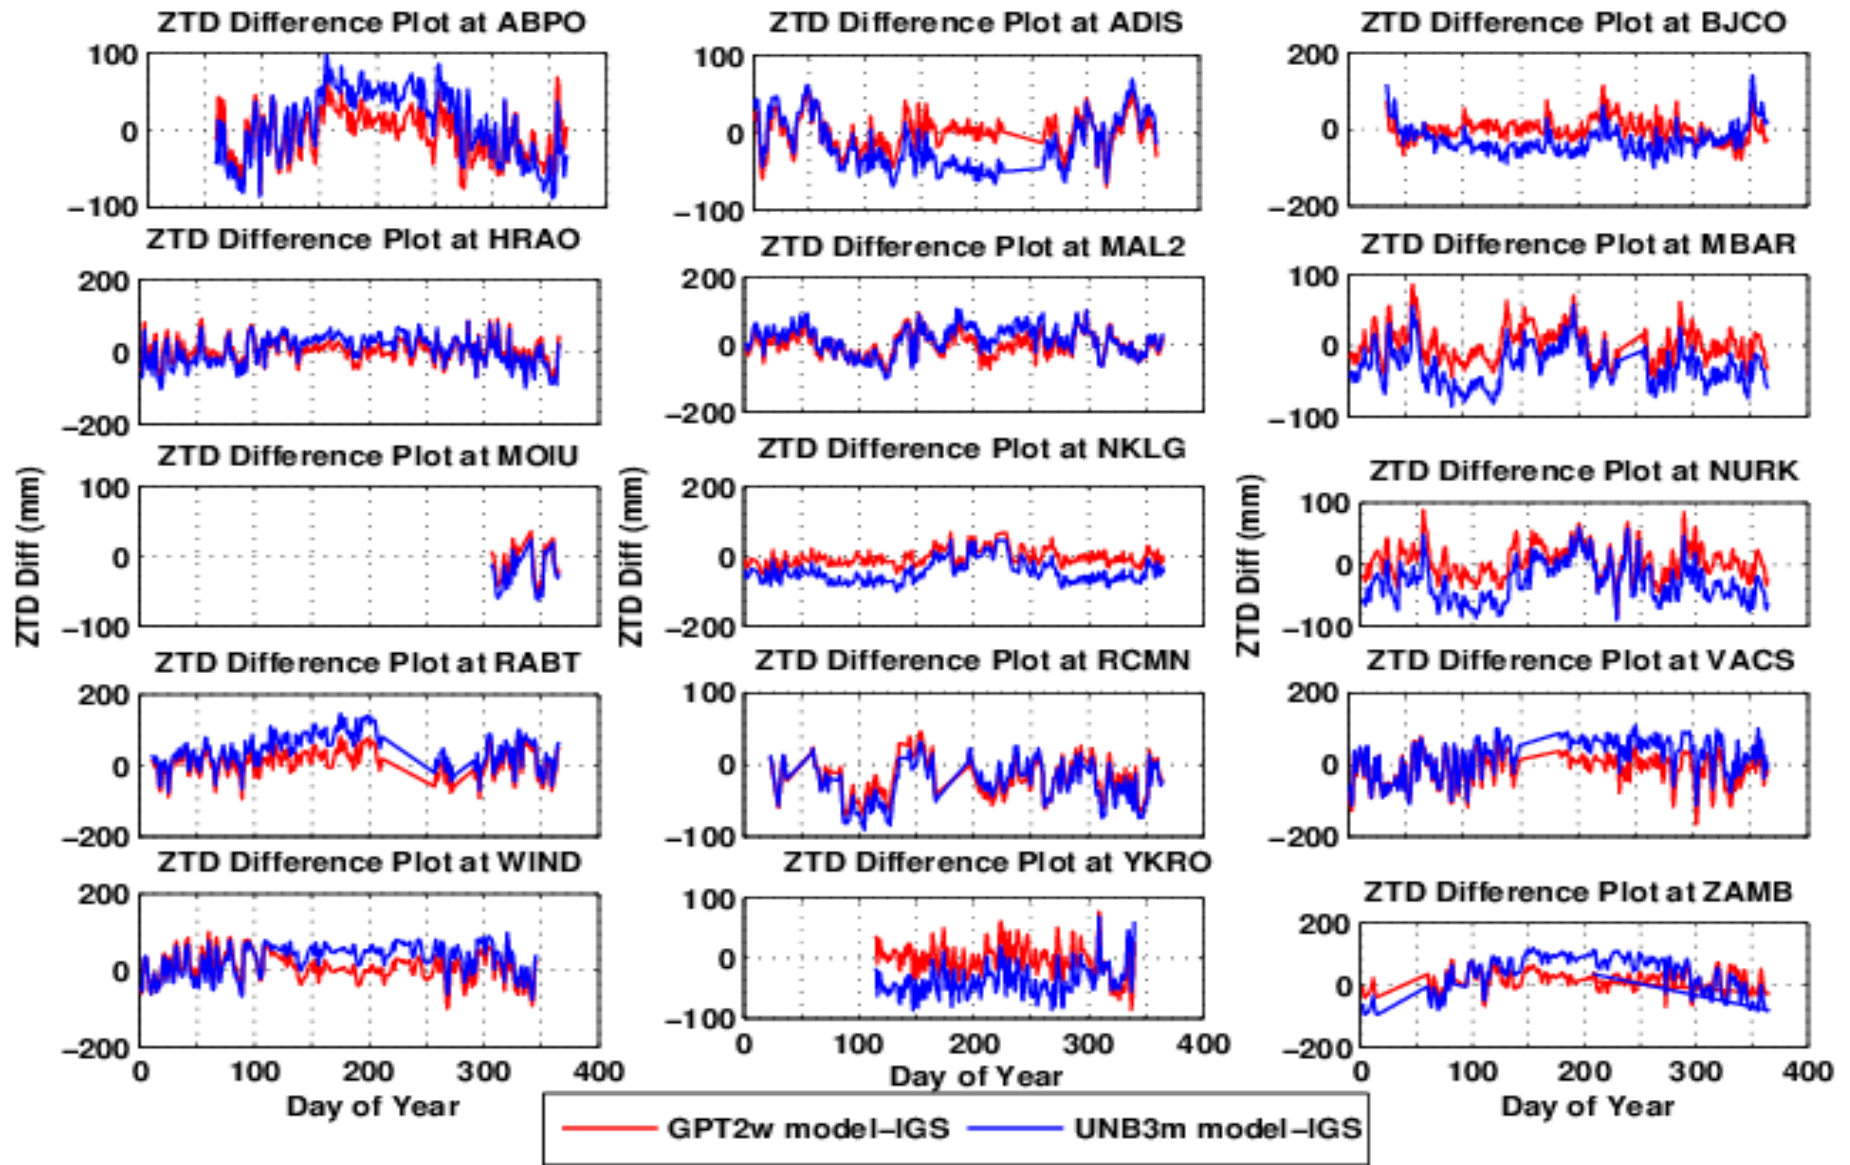 ZTD Difference Plot at ABPO
100
0
−100
ZTD Difference Plot at ADIS
100
0
−100
ZTD Difference Plot at BJCO
200
0
−200
ZTD Difference Plot at HRAO
200
0
−200
ZTD Difference Plot at MAL2
200
0
−200
ZTD Difference Plot at MBAR
100
0
−100
ZTD Difference Plot at MOIU
100
0
−100
ZTD Diff (mm)
ZTD Difference Plot at NKLG
200
0
−200
ZTD Diff (mm)
ZTD Difference Plot at NURK
100
0
−100
ZTD Diff (mm)
ZTD Difference Plot at RABT
200
0
−200
ZTD Difference Plot at RCMN
100
0
−100
ZTD Difference Plot at VACS
200
0
−200
ZTD Difference Plot at WIND
200
0
−200
0 100 200 300 400
Day of Year
ZTD Difference Plot at YKRO
100
0
−100
0 100 200 300 400
Day of Year
ZTD Difference Plot at ZAMB
200
0
−200
0 100 200 300 400
Day of Year
GPT2w model−IGS UNB3m model−IGS